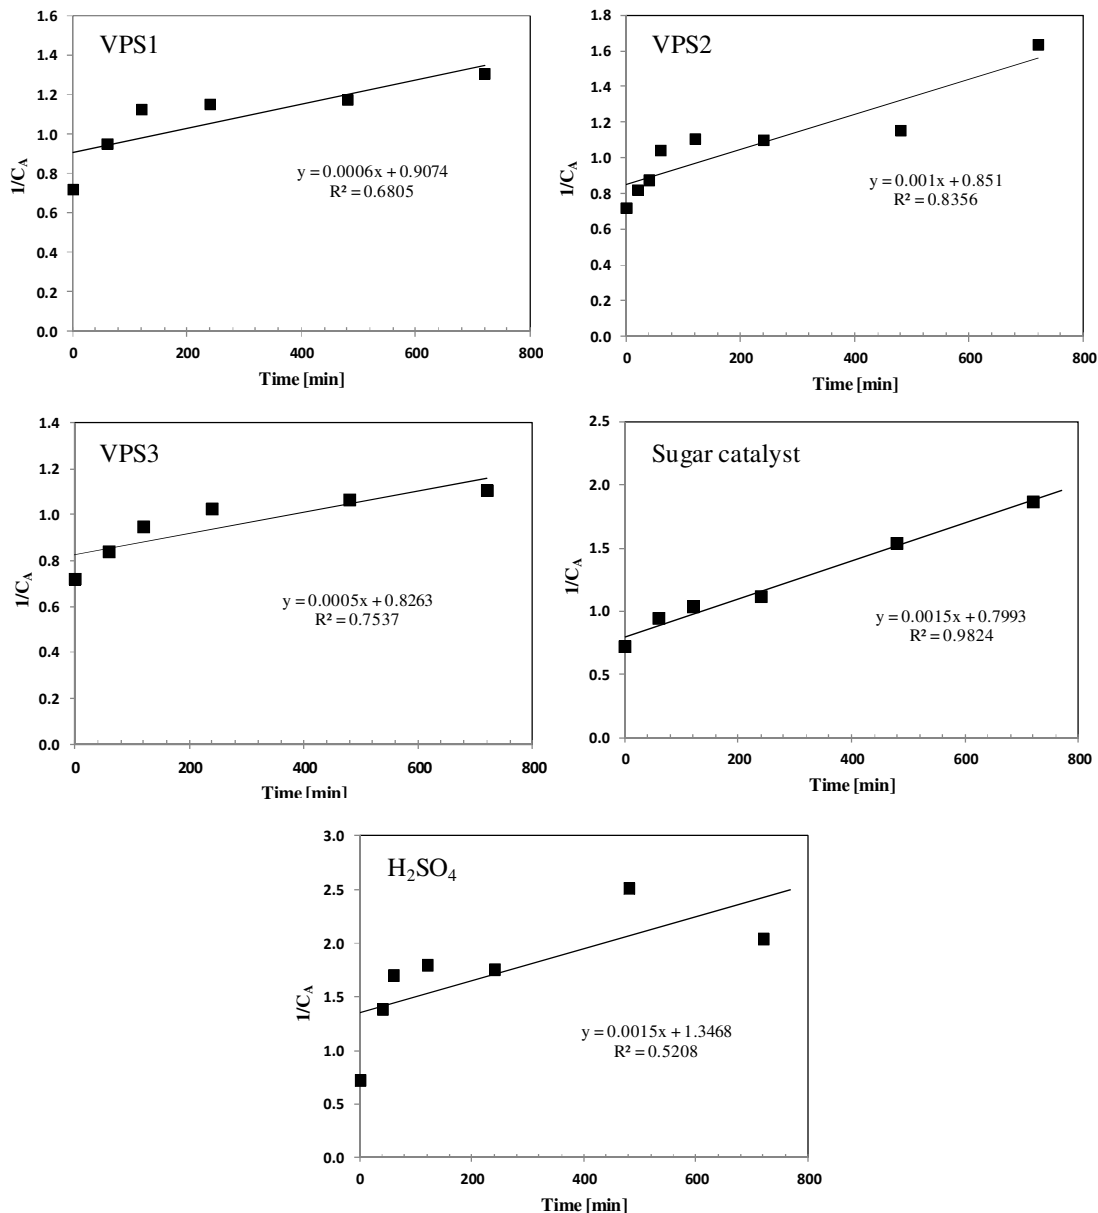 VPS1
1.6
1.4
1.2
1.0
0.8
0.6
0.4
0.2
0.0
1/CA
y = 0.0006x + 0.9074
R² = 0.6805
0 200 400 600 800
Time [min]
VPS2
1.8
1.6
1.4
1.2
1.0
0.8
0.6
0.4
0.2
0.0
1/CA
y = 0.001x + 0.851
R² = 0.8356
0 200 400 600 800
Time [min]
VPS3
1.4
1.2
1.0
0.8
0.6
0.4
0.2
0.0
1/CA
y = 0.0005x + 0.8263
R² = 0.7537
0 200 400 600 800
Time [min]
Sugar catalyst
2.5
2.0
1.5
1.0
0.5
0.0
1/CA
y = 0.0015x + 0.7993
R² = 0.9824
0 200 400 600 800
Time [min]
H₂SO₄
3.0
2.5
2.0
1.5
1.0
0.5
0.0
1/CA
y = 0.0015x + 1.3468
R² = 0.5208
0 200 400 600 800
Time [min]